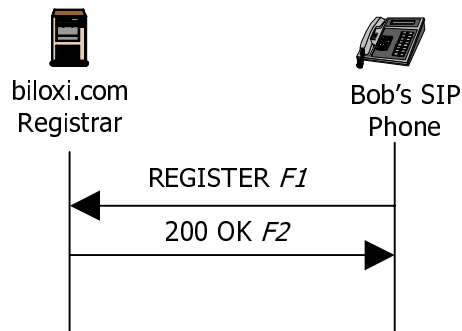 biloxi.com
Registrar
Bob's SIP
Phone
REGISTER F1
200 OK F2